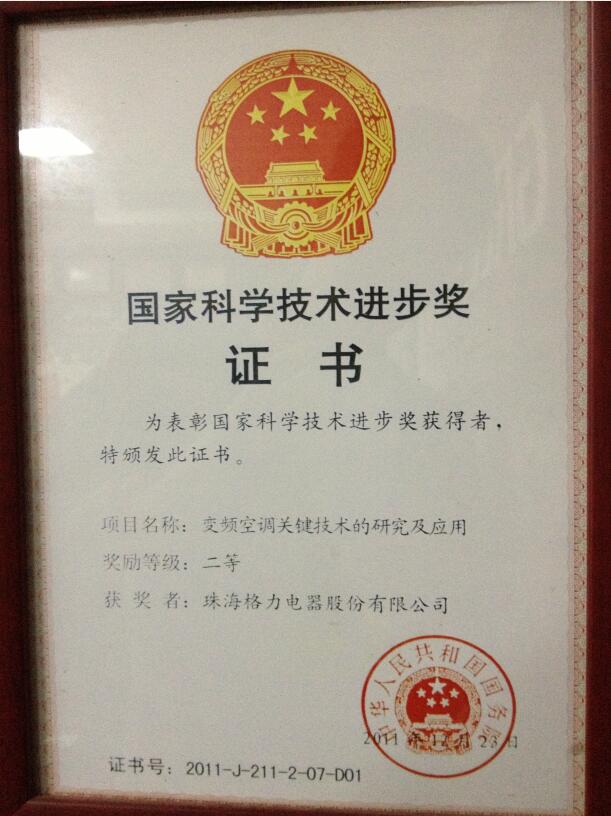 国家科学技术进步奖
证 书
为表彰国家科学技术进步奖获得者,
特颁发此证书。
项目名称：变频空调关键技术的研究及应用
奖励等级：二等
获 奖 者：珠海格力电器股份有限公司
中华人民共和国国务院
2011年12月23日
证书号：2011-J-211-2-07-D01